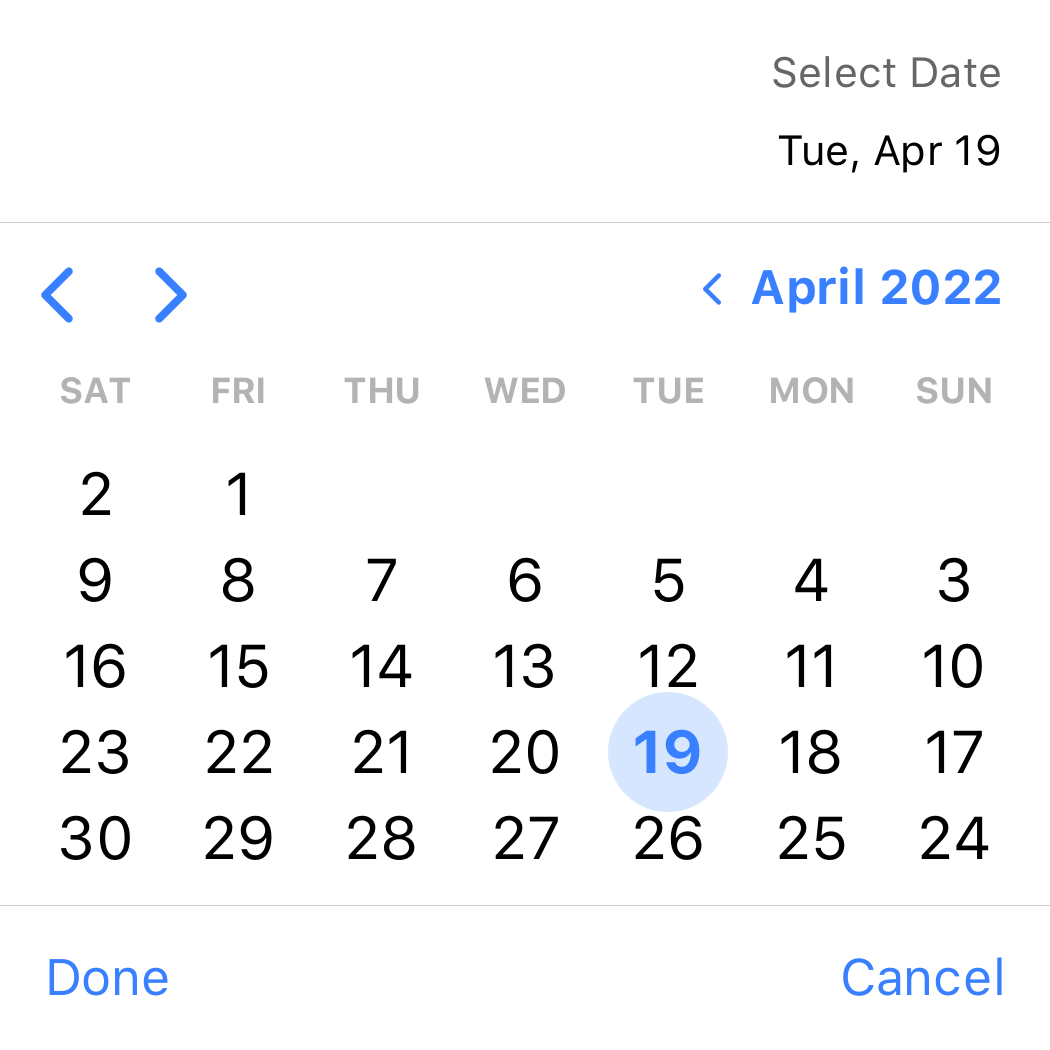 Select Date
Tue, Apr 19
April 2022
SAT FRI THU WED TUE MON SUN
2 1
9 8 7 6 5 4 3
16 15 14 13 12 11 10
23 22 21 20 19 18 17
30 29 28 27 26 25 24
Done Cancel